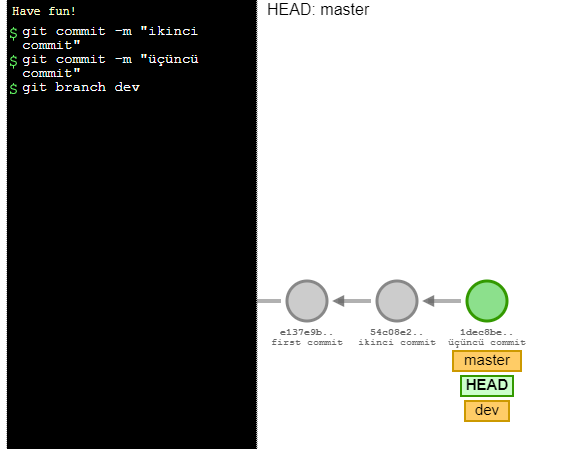 Have fun!
$ git commit -m "ikinci
commit"
$ git commit -m "üçüncü
commit"
$ git branch dev
HEAD: master
e137e9b..
first commit
54c08e2..
ikinci commit
1dec8be..
üçüncü commit
master
HEAD
dev